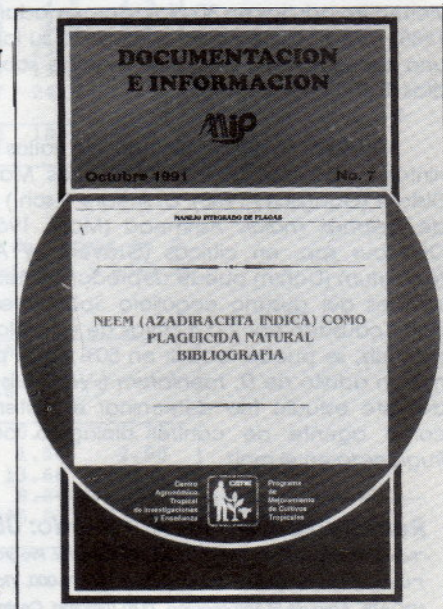 DOCUMENTACION
E INFORMACION
MIP
Octubre 1991 No. 7
MANEJO INTEGRADO DE PLAGAS
NEEM (AZADIRACHTA INDICA) COMO
PLAGUICIDA NATURAL
BIBLIOGRAFIA
Centro
Agronómico
Tropical
de Investigaciones
y Enseñanza
CATIE
Programa
de
Mejoramiento
de Cultivos
Tropicales